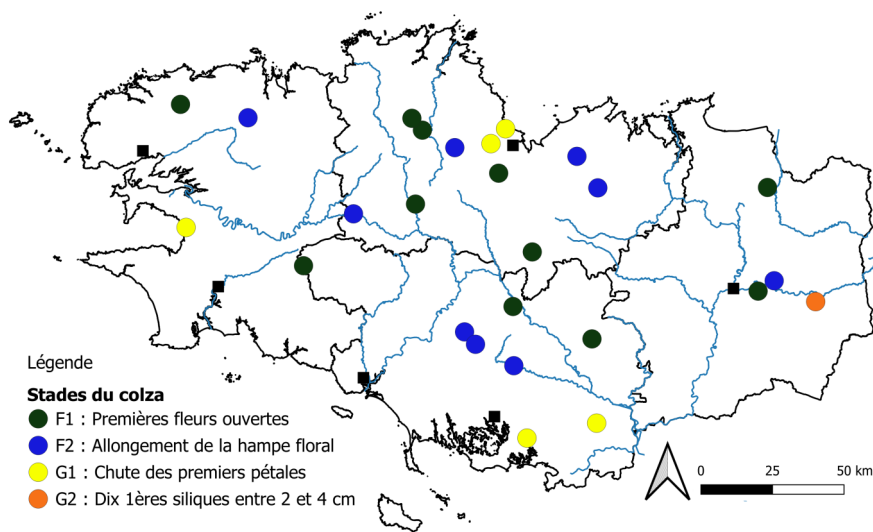 Légende
Stades du colza
F1 : Premières fleurs ouvertes
F2 : Allongement de la hampe floral
G1 : Chute des premiers pétales
G2 : Dix 1ères siliques entre 2 et 4 cm
0 25 50 km